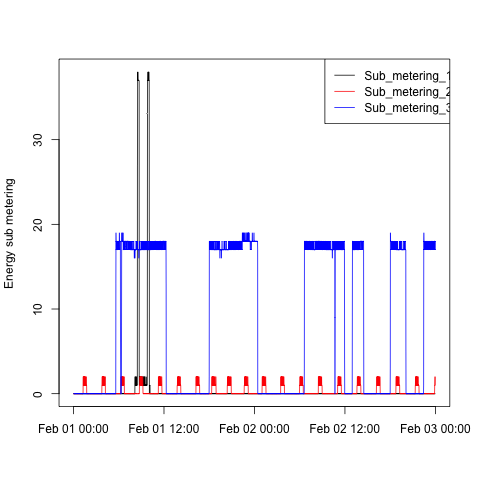 Sub_metering_1
Sub_metering_2
Sub_metering_3
Energy sub metering
30
20
10
0
Feb 01 00:00 Feb 01 12:00 Feb 02 00:00 Feb 02 12:00 Feb 03 00:00